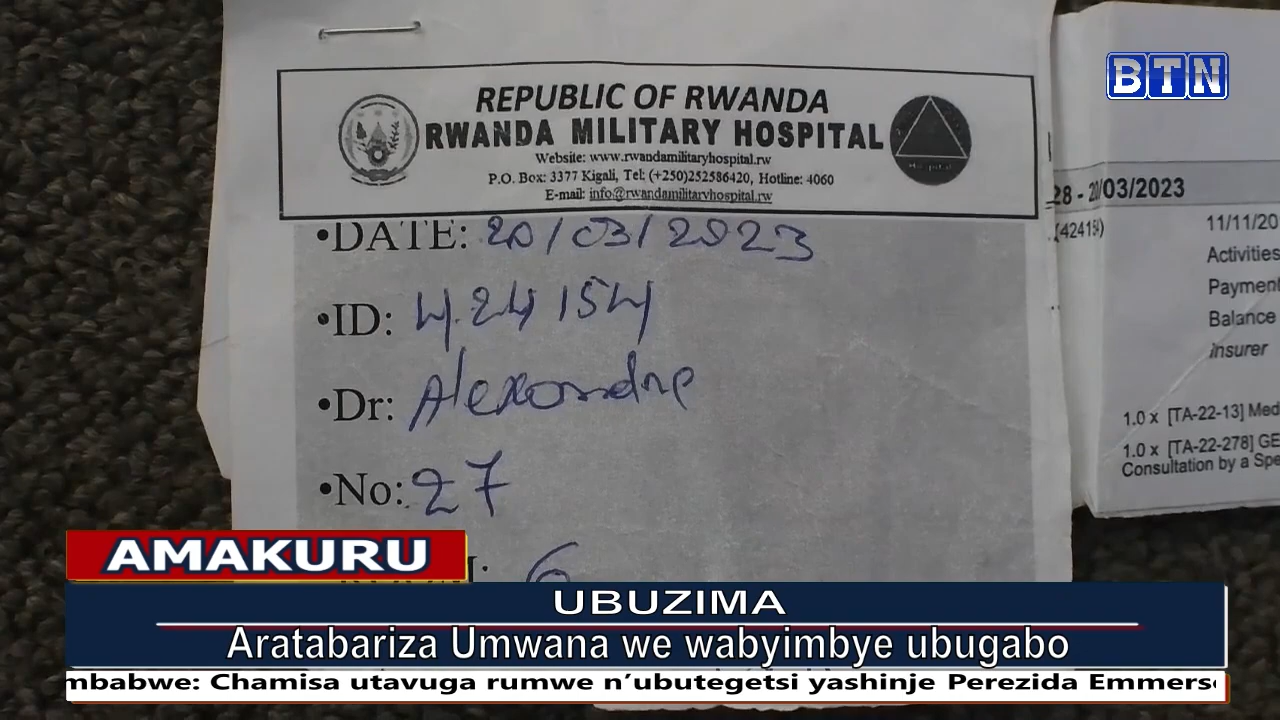 BTN
REPUBLIC OF RWANDA
RWANDA MILITARY HOSPITAL
Website: www.rwandamilitaryhospital.rw
P.O. Box: 3377 Kigali, Tel: (+250)252586420, Hotline: 4060
E-mail: info@rwandamilitaryhospital.rw
•DATE: 20/03/2023
•ID: 424154
•Dr: Alexandre
•No: 27
6
28 - 20/03/2023
(424154)
11/11/20
Activities
Payment
Balance
Insurer
1.0 x [TA-22-13] Med
1.0 x [TA-22-278] GE
Consultation by a Spe
AMAKURU
UBUZIMA
Aratabariza Umwana we wabyimbye ubugabo
mbabwe: Chamisa utavuga rumwe n'ubutegetsi yashinje Perezida Emmers